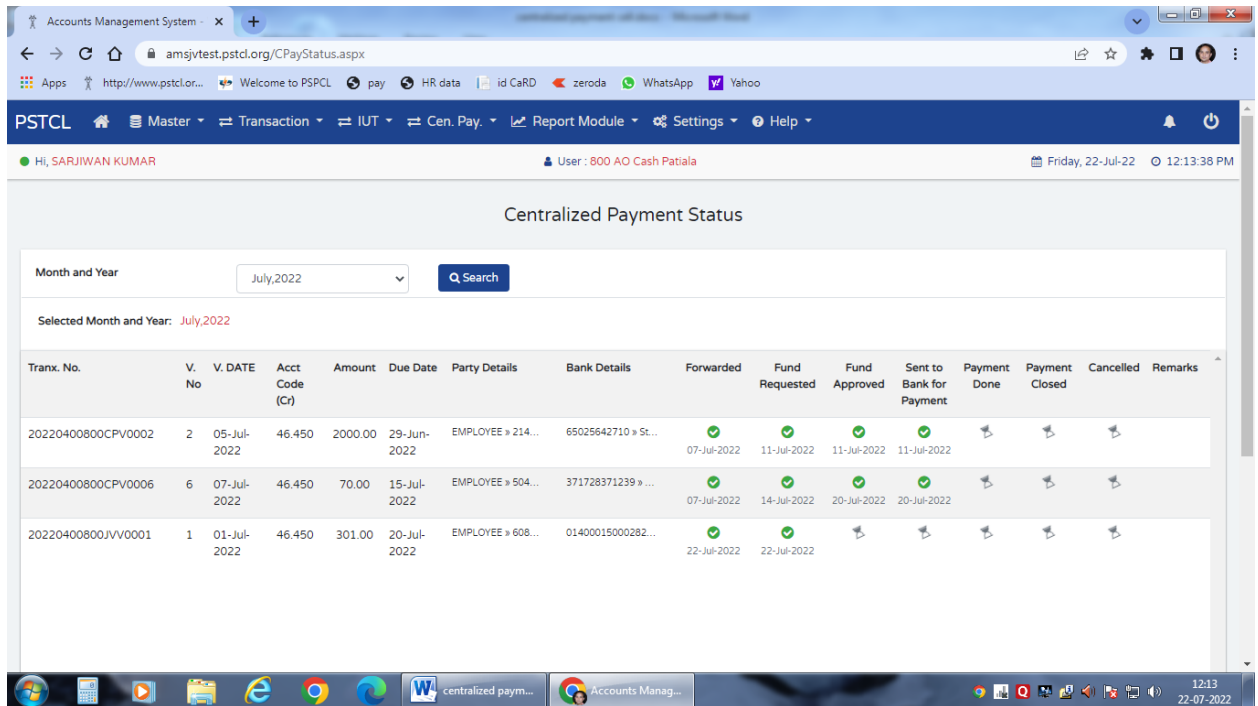 Accounts Management System -
centralized payment cell.docx - Microsoft Word
amsjvtest.pstcl.org/CPayStatus.aspx
Apps http://www.pstcl.or... Welcome to PSPCL pay HR data id CaRD zeroda WhatsApp Yahoo
PSTCL Master Transaction IUT Cen. Pay. Report Module Settings Help
Hi, SARJIWAN KUMAR User : 800 AO Cash Patiala Friday, 22-Jul-22 12:13:38 PM
Centralized Payment Status
Month and Year July,2022 Search
Selected Month and Year: July,2022
Tranx. No. V. V. DATE Acct Amount Due Date Party Details Bank Details Forwarded Fund Fund Sent to Payment Payment Cancelled Remarks
No Code Requested Approved Bank for Done Closed
(Cr) Payment
20220400800CPV0002 2 05-Jul- 46.450 2000.00 29-Jun- EMPLOYEE » 214... 65025642710 » St...
2022 2022 07-Jul-2022 11-Jul-2022 11-Jul-2022 11-Jul-2022
20220400800CPV0006 6 07-Jul- 46.450 70.00 15-Jul- EMPLOYEE » 504... 371728371239 » ...
2022 2022 07-Jul-2022 14-Jul-2022 20-Jul-2022 20-Jul-2022
20220400800JVV0001 1 01-Jul- 46.450 301.00 20-Jul- EMPLOYEE » 608... 01400015000282...
2022 2022 22-Jul-2022 22-Jul-2022
centralized paym... Accounts Manag... 12:13
22-07-2022